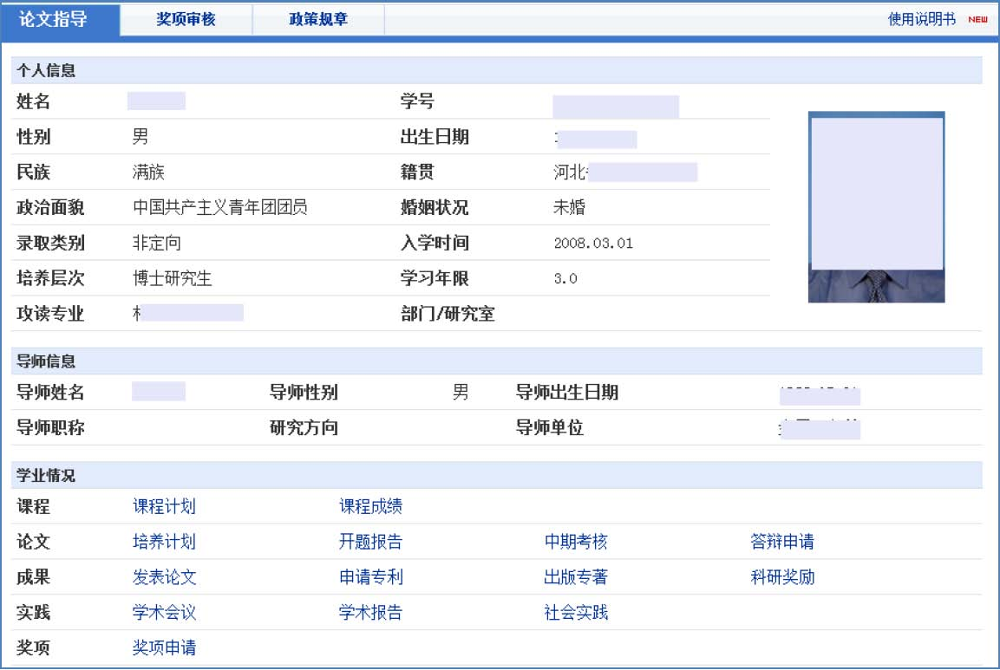 论文指导 奖项审核 政策规章 使用说明书 NEW
个人信息
姓名 学号
性别 男 出生日期
民族 满族 籍贯 河北
政治面貌 中国共产主义青年团团员 婚姻状况 未婚
录取类别 非定向 入学时间 2008.03.01
培养层次 博士研究生 学习年限 3.0
攻读专业 部门/研究室
导师信息
导师姓名 导师性别 男 导师出生日期
导师职称 研究方向 导师单位
学业情况
课程 课程计划 课程成绩
论文 培养计划 开题报告 中期考核 答辩申请
成果 发表论文 申请专利 出版专著 科研奖励
实践 学术会议 学术报告 社会实践
奖项 奖项申请